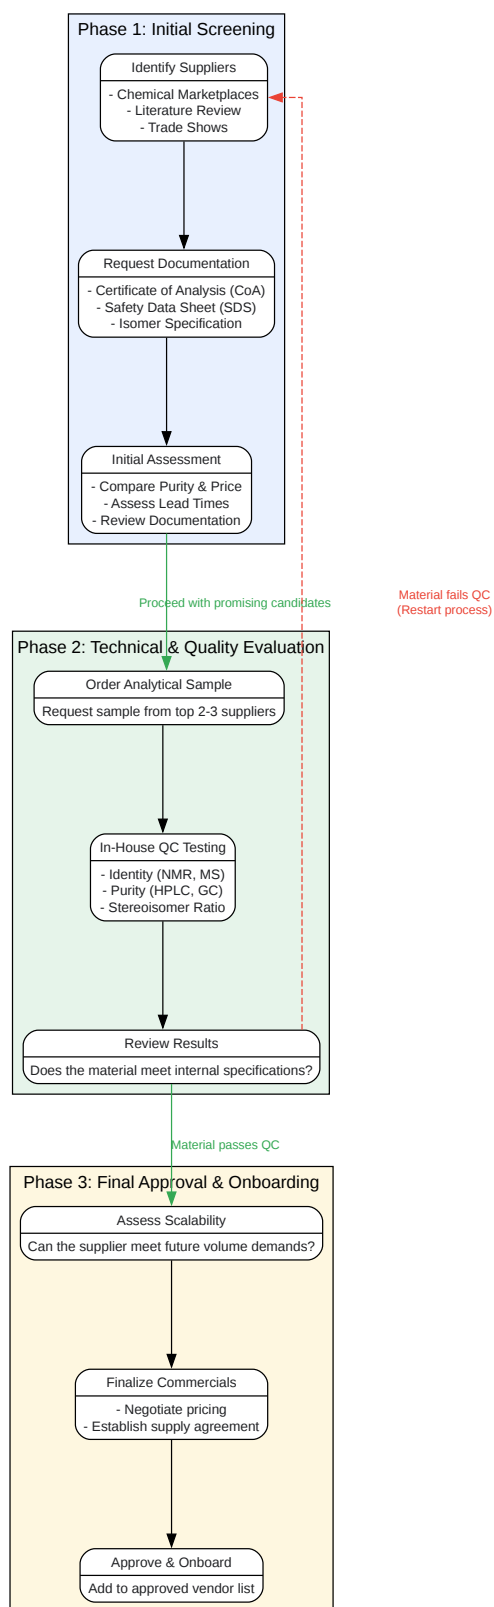 Phase 1: Initial Screening
Identify Suppliers
- Chemical Marketplaces
- Literature Review
- Trade Shows
Request Documentation
- Certificate of Analysis (CoA)
- Safety Data Sheet (SDS)
- Isomer Specification
Initial Assessment
- Compare Purity & Price
- Assess Lead Times
- Review Documentation
Proceed with promising candidates
Material fails QC
(Restart process)
Phase 2: Technical & Quality Evaluation
Order Analytical Sample
Request sample from top 2-3 suppliers
In-House QC Testing
- Identity (NMR, MS)
- Purity (HPLC, GC)
- Stereoisomer Ratio
Review Results
Does the material meet internal specifications?
Material passes QC
Phase 3: Final Approval & Onboarding
Assess Scalability
Can the supplier meet future volume demands?
Finalize Commercials
- Negotiate pricing
- Establish supply agreement
Approve & Onboard
Add to approved vendor list